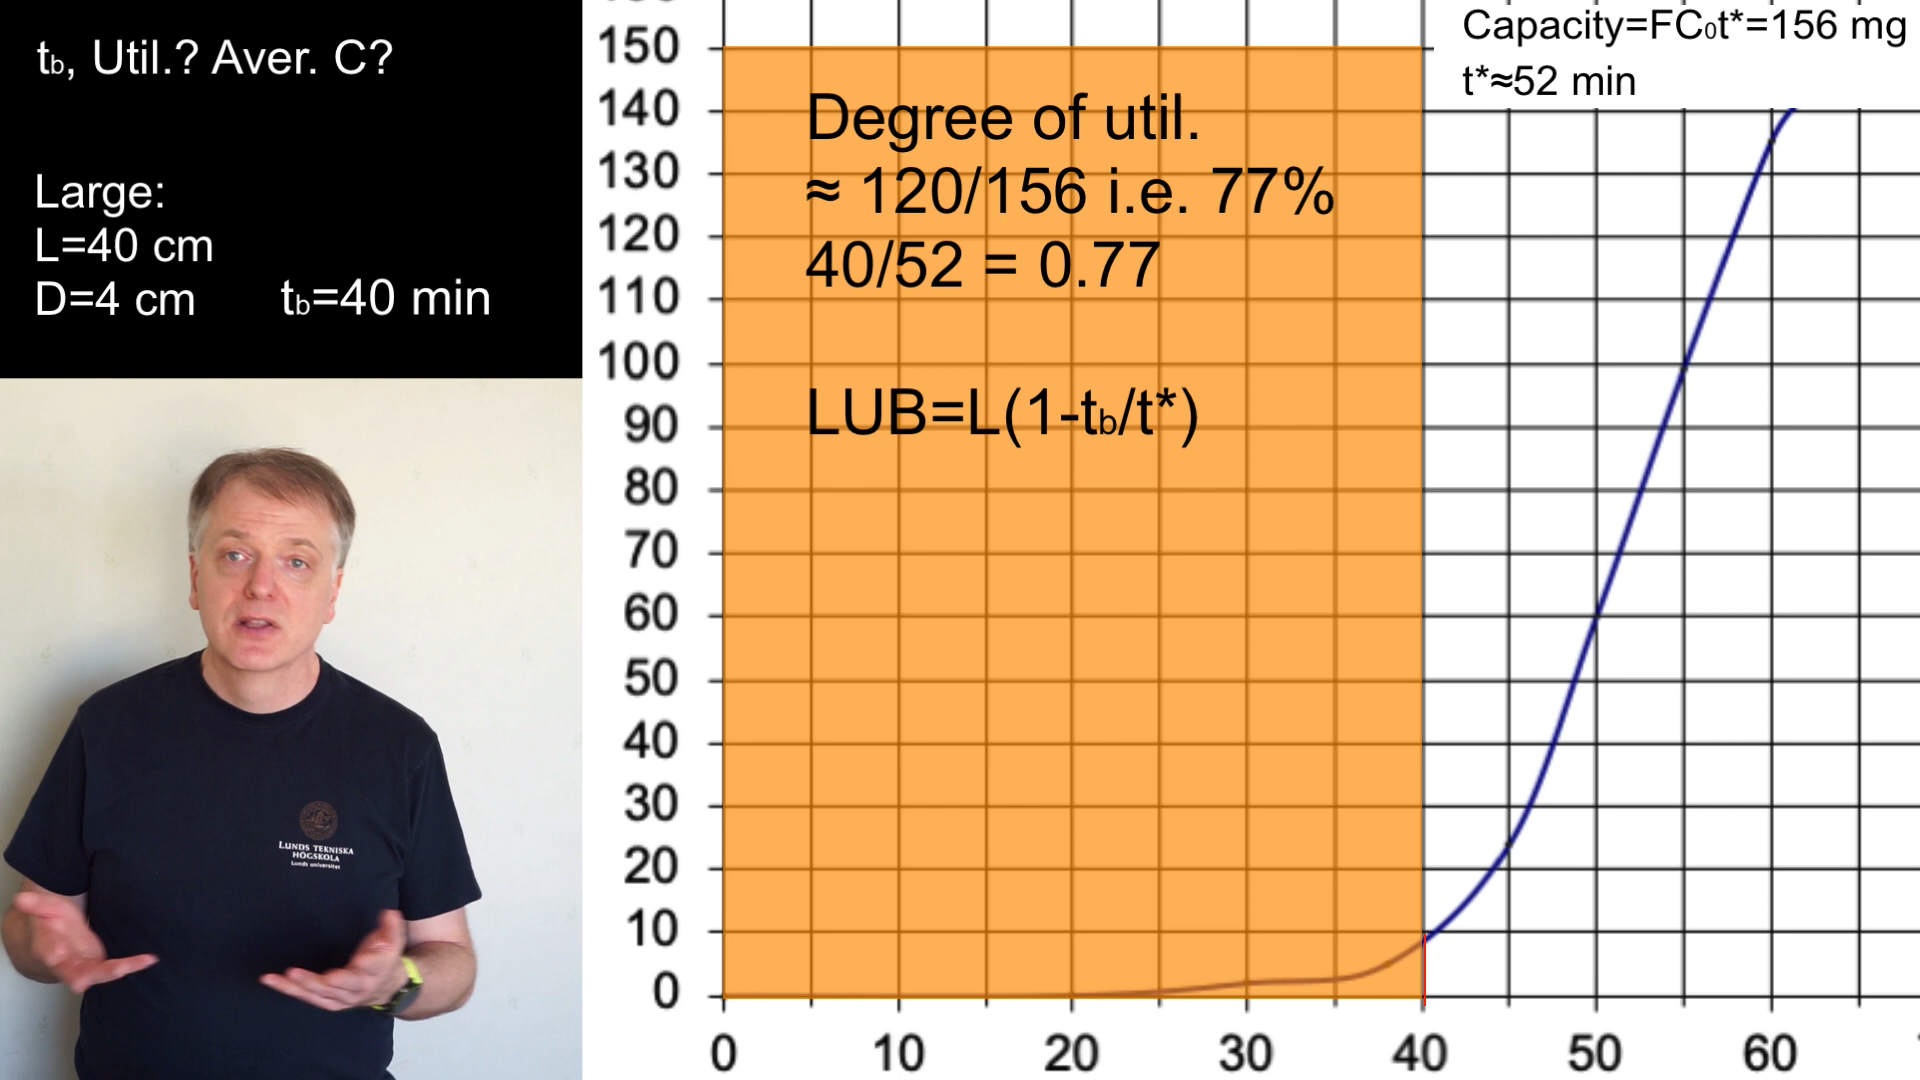 tb, Util.? Aver. C?
Large:
L=40 cm
D=4 cm
tb=40 min
LUNDS TEKNISKA
HÖGSKOLA
Lunds universitet
Capacity=FC0t*=156 mg
t*≈52 min
Degree of util.
≈ 120/156 i.e. 77%
40/52 = 0.77
LUB=L(1-tb/t*)
150
140
130
120
110
100
90
80
70
60
50
40
30
20
10
0
0 10 20 30 40 50 60